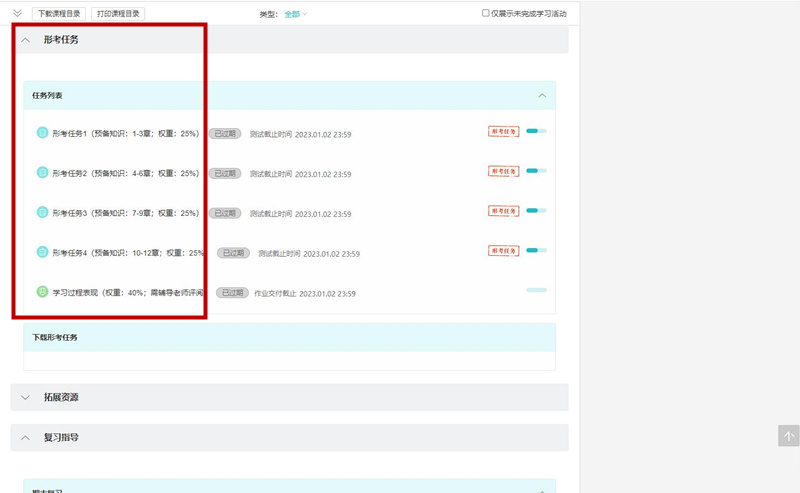 下载课程目录 打印课程目录 类型: 全部 仅展示未完成学习活动
形考任务
任务列表
形考任务1（预备知识：1-3章；权重：25%） 已过期 测试截止时间 2023.01.02 23:59 形考任务
形考任务2（预备知识：4-6章；权重：25%） 已过期 测试截止时间 2023.01.02 23:59 形考任务
形考任务3（预备知识：7-9章；权重：25%） 已过期 测试截止时间 2023.01.02 23:59 形考任务
形考任务4（预备知识：10-12章；权重：25% 已过期 测试截止时间 2023.01.02 23:59 形考任务
学习过程表现（权重：40%；需辅导老师评阅 已过期 作业交付截止 2023.01.02 23:59
下载形考任务
拓展资源
复习指导
期末复习